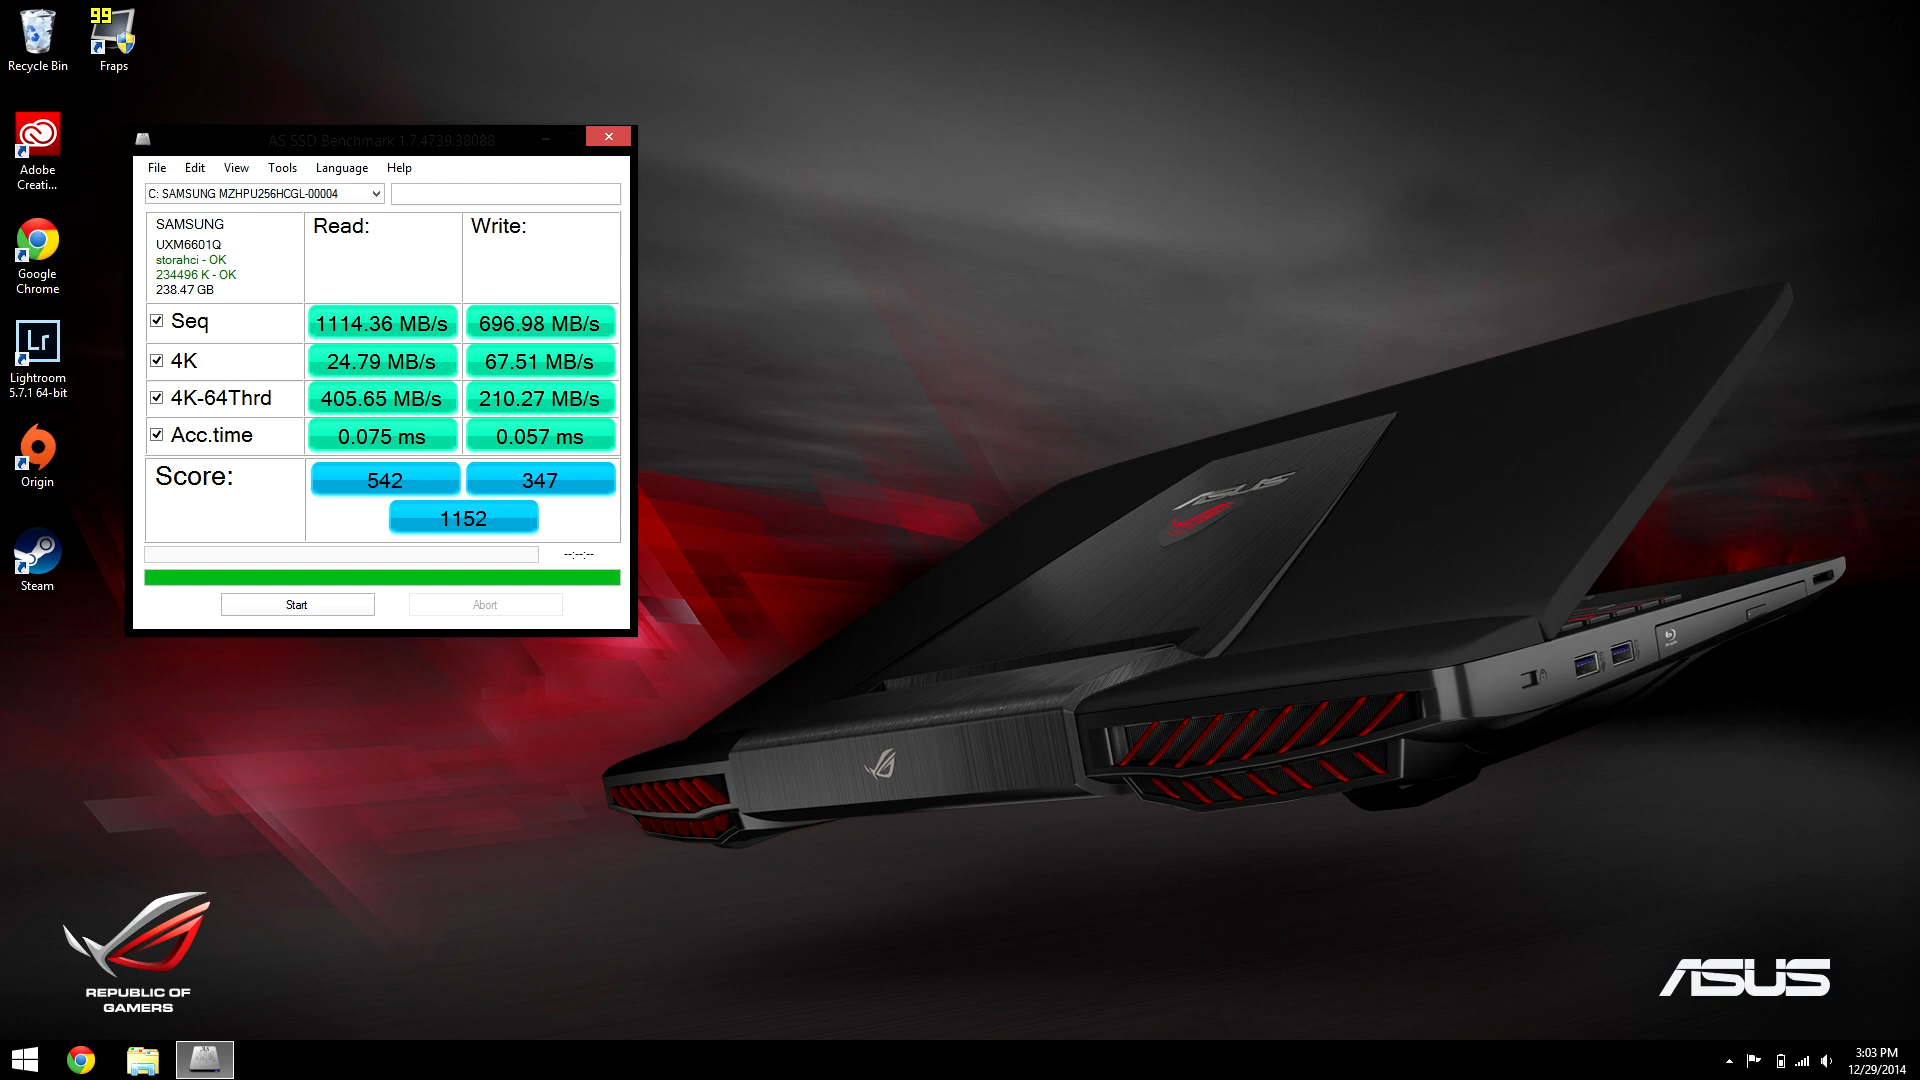 99
Recycle Bin
Fraps
Adobe
Creati...
Google
Chrome
Lr
Lightroom
5.7.1 64-bit
Origin
Steam
AS SSD Benchmark 1.7.4739.38088
File Edit View Tools Language Help
C: SAMSUNG MZHPU256HCGL-00004
SAMSUNG
UXM6601Q
storahci - OK
234496 K - OK
238.47 GB
Read: Write:
Seq 1114.36 MB/s 696.98 MB/s
4K 24.79 MB/s 67.51 MB/s
4K-64Thrd 405.65 MB/s 210.27 MB/s
Acc.time 0.075 ms 0.057 ms
Score: 542 347
1152
--:--:--
Start Abort
ASUS
REPUBLIC OF
GAMERS
ASUS
3:03 PM
12/29/2014